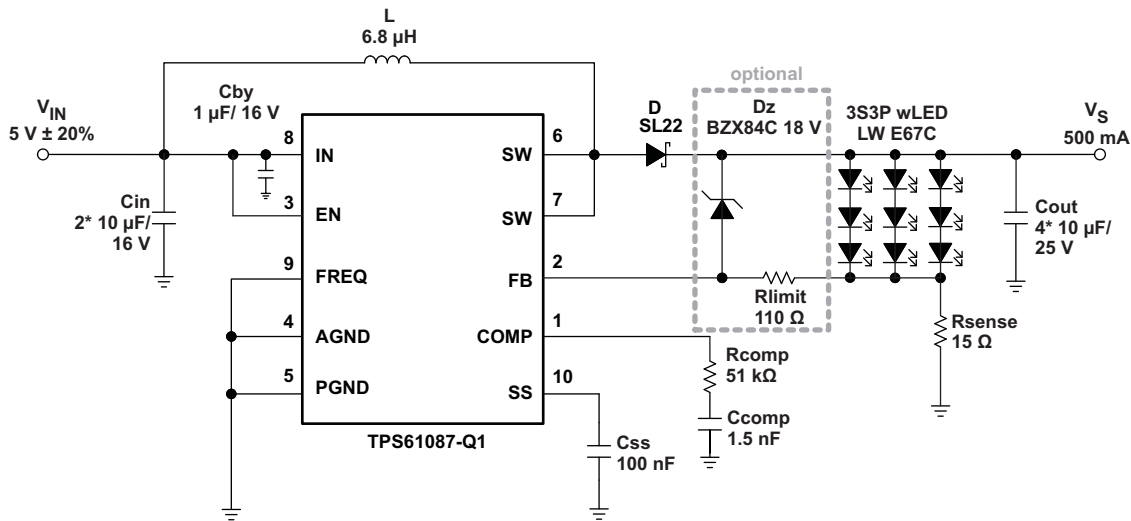 L
6.8 µH
Cby
1 µF/ 16 V
VIN
5 V ± 20%
Cin
2* 10 µF/
16 V
8
IN
3
EN
9
FREQ
4
AGND
5
PGND
6
SW
7
SW
2
FB
1
COMP
10
SS
TPS61087-Q1
D
SL22
optional
Dz
BZX84C 18 V
Rlimit
110 Ω
3S3P wLED
LW E67C
VS
500 mA
Cout
4* 10 µF/
25 V
Rsense
15 Ω
Rcomp
51 kΩ
Ccomp
1.5 nF
Css
100 nF